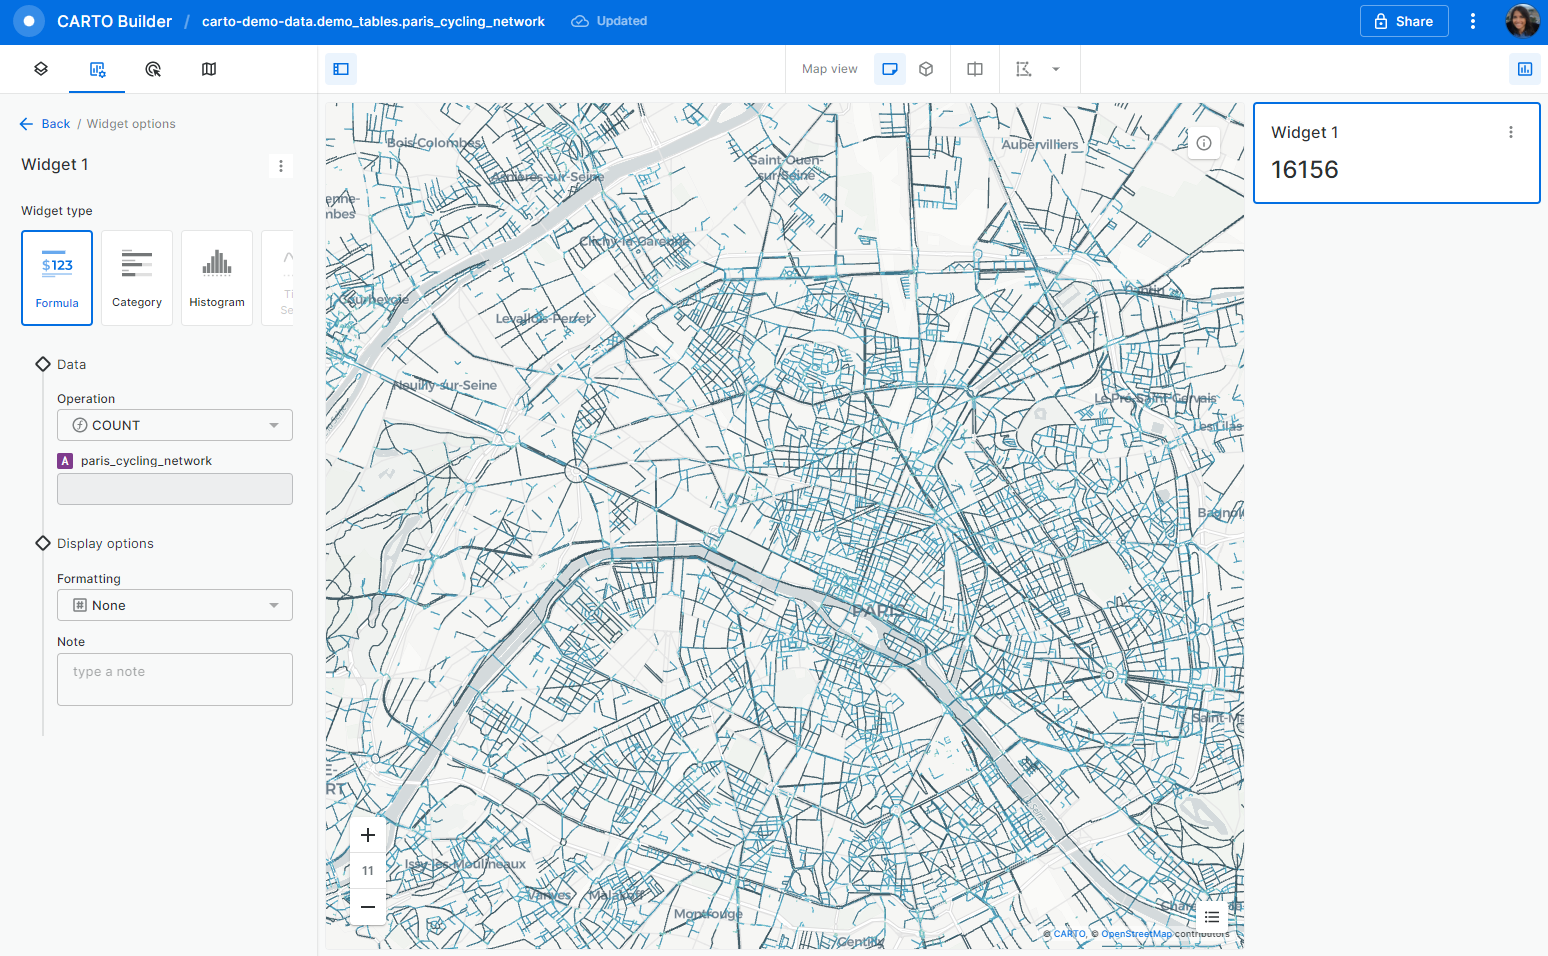 CARTO Builder / carto-demo-data.demo_tables.paris_cycling_network Updated Share
Map view
Back / Widget options
Widget 1
Widget type
$123
Formula
Category
Histogram
Ti
Se
Data
Operation
COUNT
A paris_cycling_network
Display options
Formatting
None
Note
type a note
Bois-Colombes
Asnières-sur-Seine
Saint-Ouen-
sur-Seine
Aubervilliers
enne-
mbes
Clichy-la-Garenne
Courbevoie
Levallois-Perret
Pantin
Neuilly-sur-Seine
Le Pré-Saint-Gervais
Les Lilas
Bagnol
PARIS
Saint-Ma
RT
Seine
Issy-les-Moulineaux
Vanves
Malakoff
Montrouge
Gentilly
+
11
−
© CARTO, © OpenStreetMap contributors
Widget 1
16156